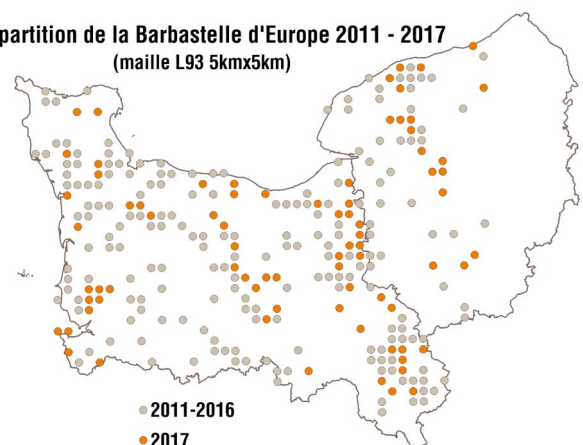 partition de la Barbastelle d'Europe 2011 - 2017
(maille L93 5kmx5km)
2011-2016
2017